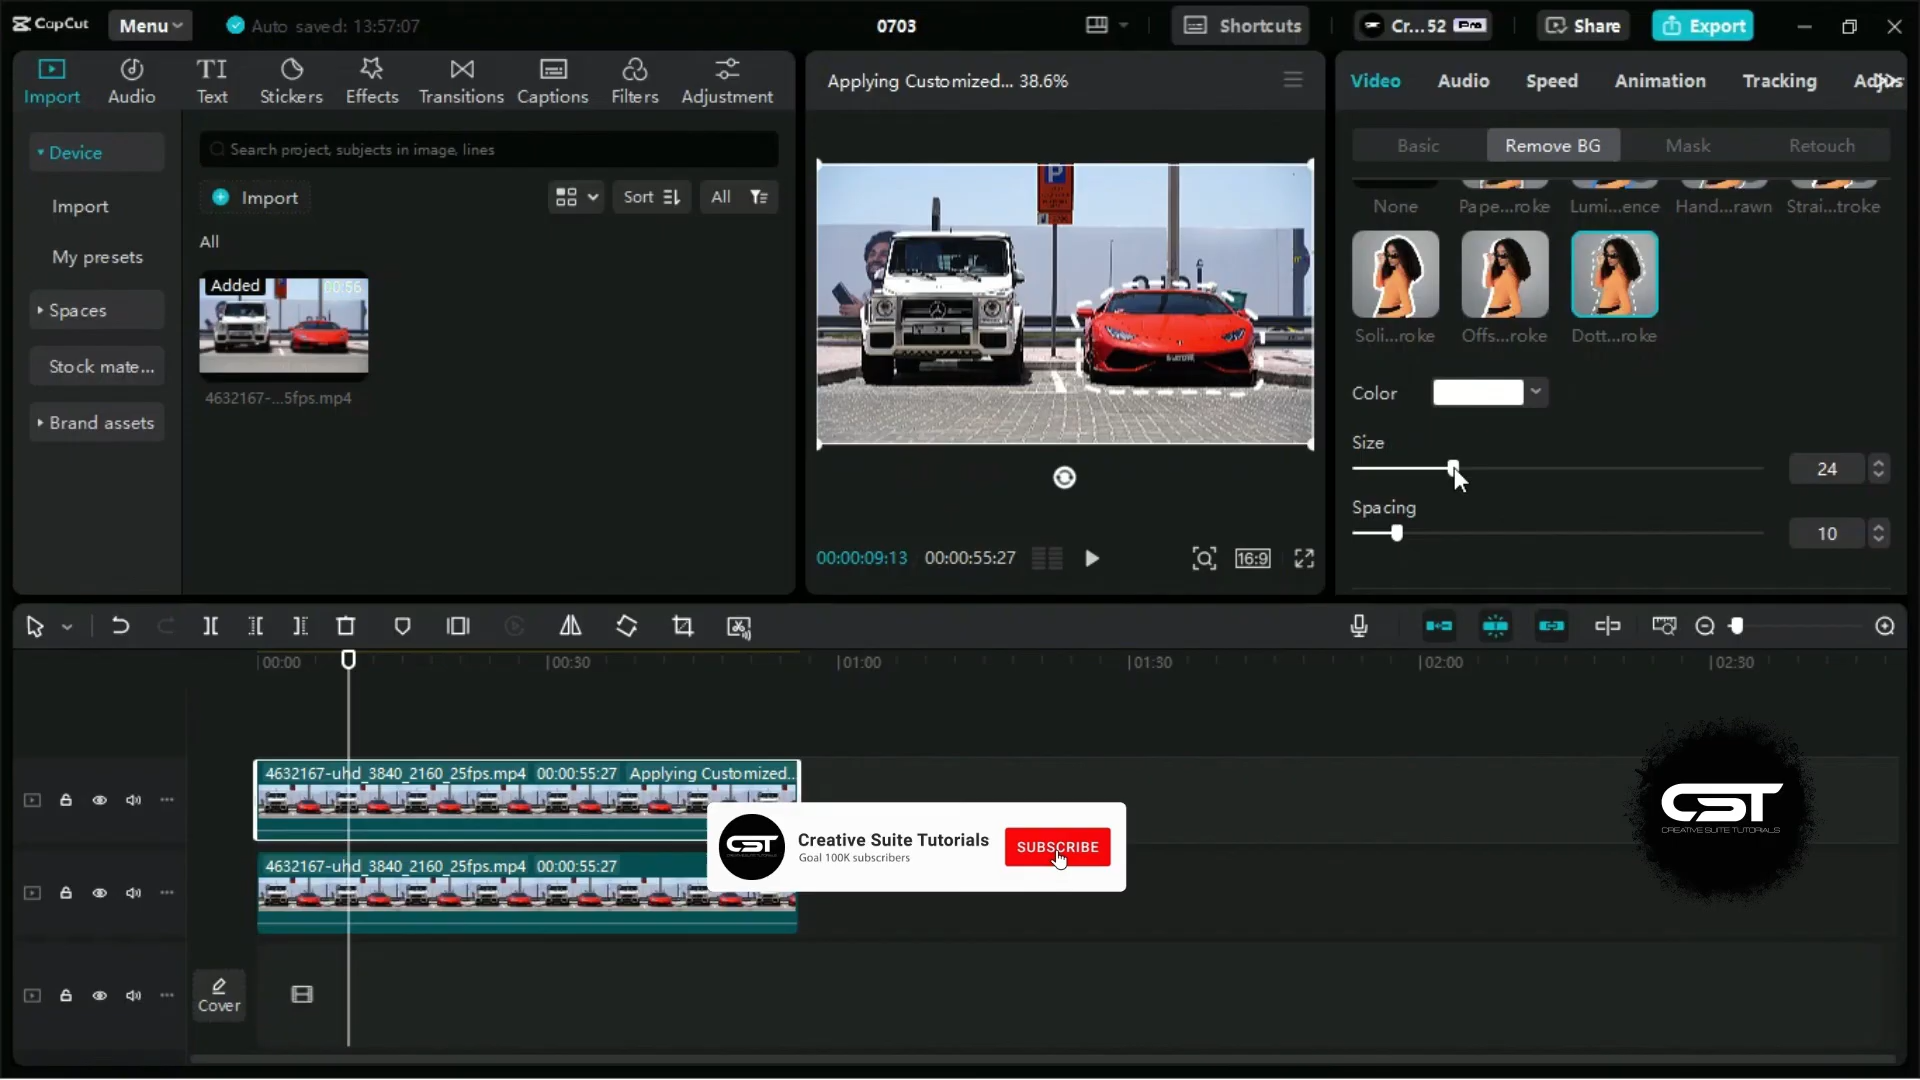 CapCut
Menu
Auto saved: 13:57:07
0703
Shortcuts
Cr...52
Pro
Share
Export
Import
Audio
Text
Stickers
Effects
Transitions
Captions
Filters
Adjustment
Device
Import
My presets
Spaces
Stock mate...
Brand assets
Search project, subjects in image, lines
Import
Sort
All
All
Added
00:56
4632167-...5fps.mp4
Applying Customized... 38.6%
P
00:00:09:13
00:00:55:27
16:9
Video
Audio
Speed
Animation
Tracking
Basic
Remove BG
Mask
Retouch
None
Pape...roke
Lumi...ence
Hand...rawn
Strai...troke
Soli...roke
Offs...roke
Dott...roke
Color
Size
24
Spacing
10
00:00
00:30
01:00
01:30
02:00
02:30
4632167-uhd_3840_2160_25fps.mp4 00:00:55:27 Applying Customized..
4632167-uhd_3840_2160_25fps.mp4 00:00:55:27
Cover
CST
Creative Suite Tutorials
Goal 100K subscribers
SUBSCRIBE
CST
CREATIVE SUITE TUTORIALS